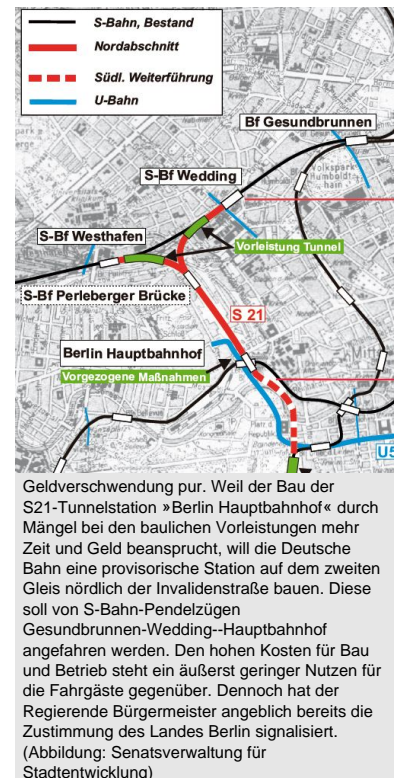 S-Bahn, Bestand
Nordabschnitt
Südl. Weiterführung
U-Bahn
Bf Gesundbrunnen
S-Bf Wedding
S-Bf Westhafen
Vorleistung Tunnel
S-Bf Perleberger Brücke
S 21
Berlin Hauptbahnhof
Vorgezogene Maßnahmen
U5
Geldverschwendung pur. Weil der Bau der
S21-Tunnelstation »Berlin Hauptbahnhof« durch
Mängel bei den baulichen Vorleistungen mehr
Zeit und Geld beansprucht, will die Deutsche
Bahn eine provisorische Station auf dem zweiten
Gleis nördlich der Invalidenstraße bauen. Diese
soll von S-Bahn-Pendelzügen
Gesundbrunnen-Wedding--Hauptbahnhof
angefahren werden. Den hohen Kosten für Bau
und Betrieb steht ein äußerst geringer Nutzen für
die Fahrgäste gegenüber. Dennoch hat der
Regierende Bürgermeister angeblich bereits die
Zustimmung des Landes Berlin signalisiert.
(Abbildung: Senatsverwaltung für
Stadtentwicklung)